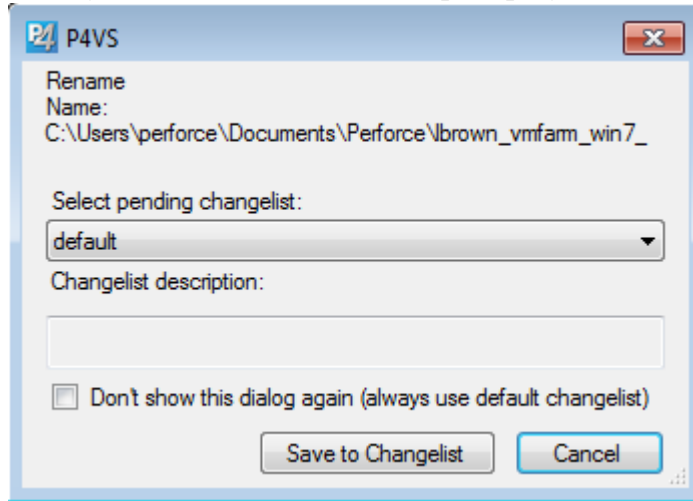 P4 P4VS
Rename
Name:
C:\Users\perforce\Documents\Perforce\lbrown_vmfarm_win7_
Select pending changelist:
default
Changelist description:
Don't show this dialog again (always use default changelist)
Save to Changelist Cancel